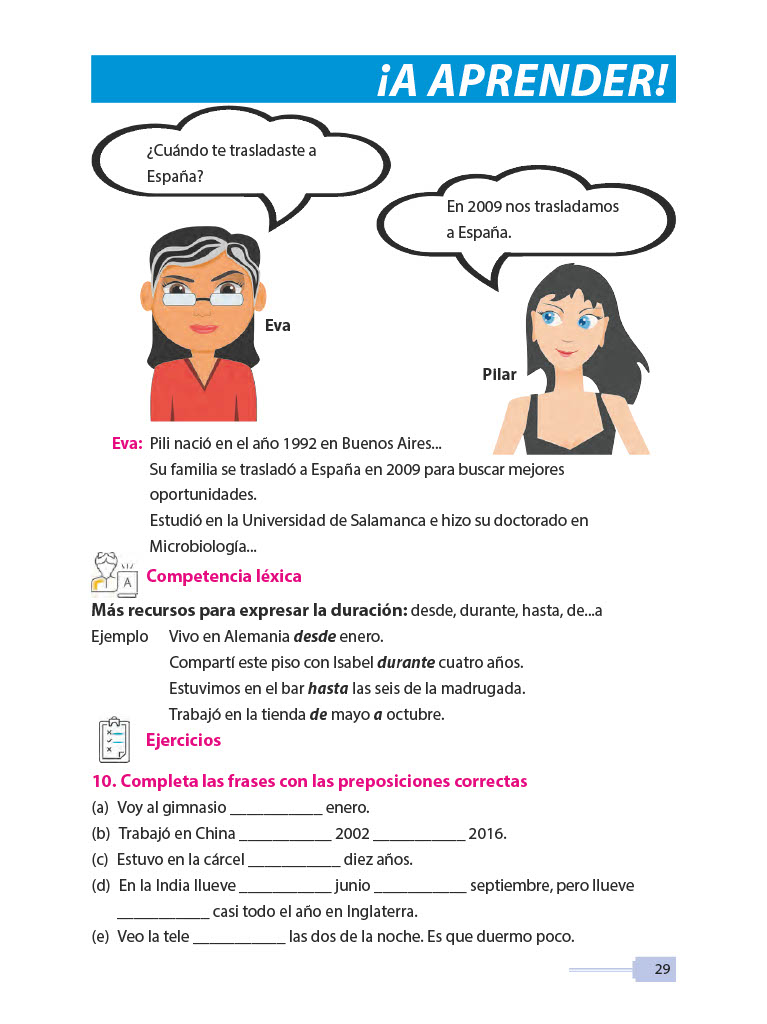 ¡A APRENDER!
¿Cuándo te trasladaste a
España?
En 2009 nos trasladamos
a España.
Eva
Pilar
Eva: Pili nació en el año 1992 en Buenos Aires...
Su familia se trasladó a España en 2009 para buscar mejores
oportunidades.
Estudió en la Universidad de Salamanca e hizo su doctorado en
Microbiología...
A
Competencia léxica
Más recursos para expresar la duración: desde, durante, hasta, de...a
Ejemplo Vivo en Alemania desde enero.
Compartí este piso con Isabel durante cuatro años.
Estuvimos en el bar hasta las seis de la madrugada.
Trabajó en la tienda de mayo a octubre.
Ejercicios
10. Completa las frases con las preposiciones correctas
(a) Voy al gimnasio ___________ enero.
(b) Trabajó en China ___________ 2002 ___________ 2016.
(c) Estuvo en la cárcel ___________ diez años.
(d) En la India llueve ___________ junio ___________ septiembre, pero llueve
___________ casi todo el año en Inglaterra.
(e) Veo la tele ___________ las dos de la noche. Es que duermo poco.
29